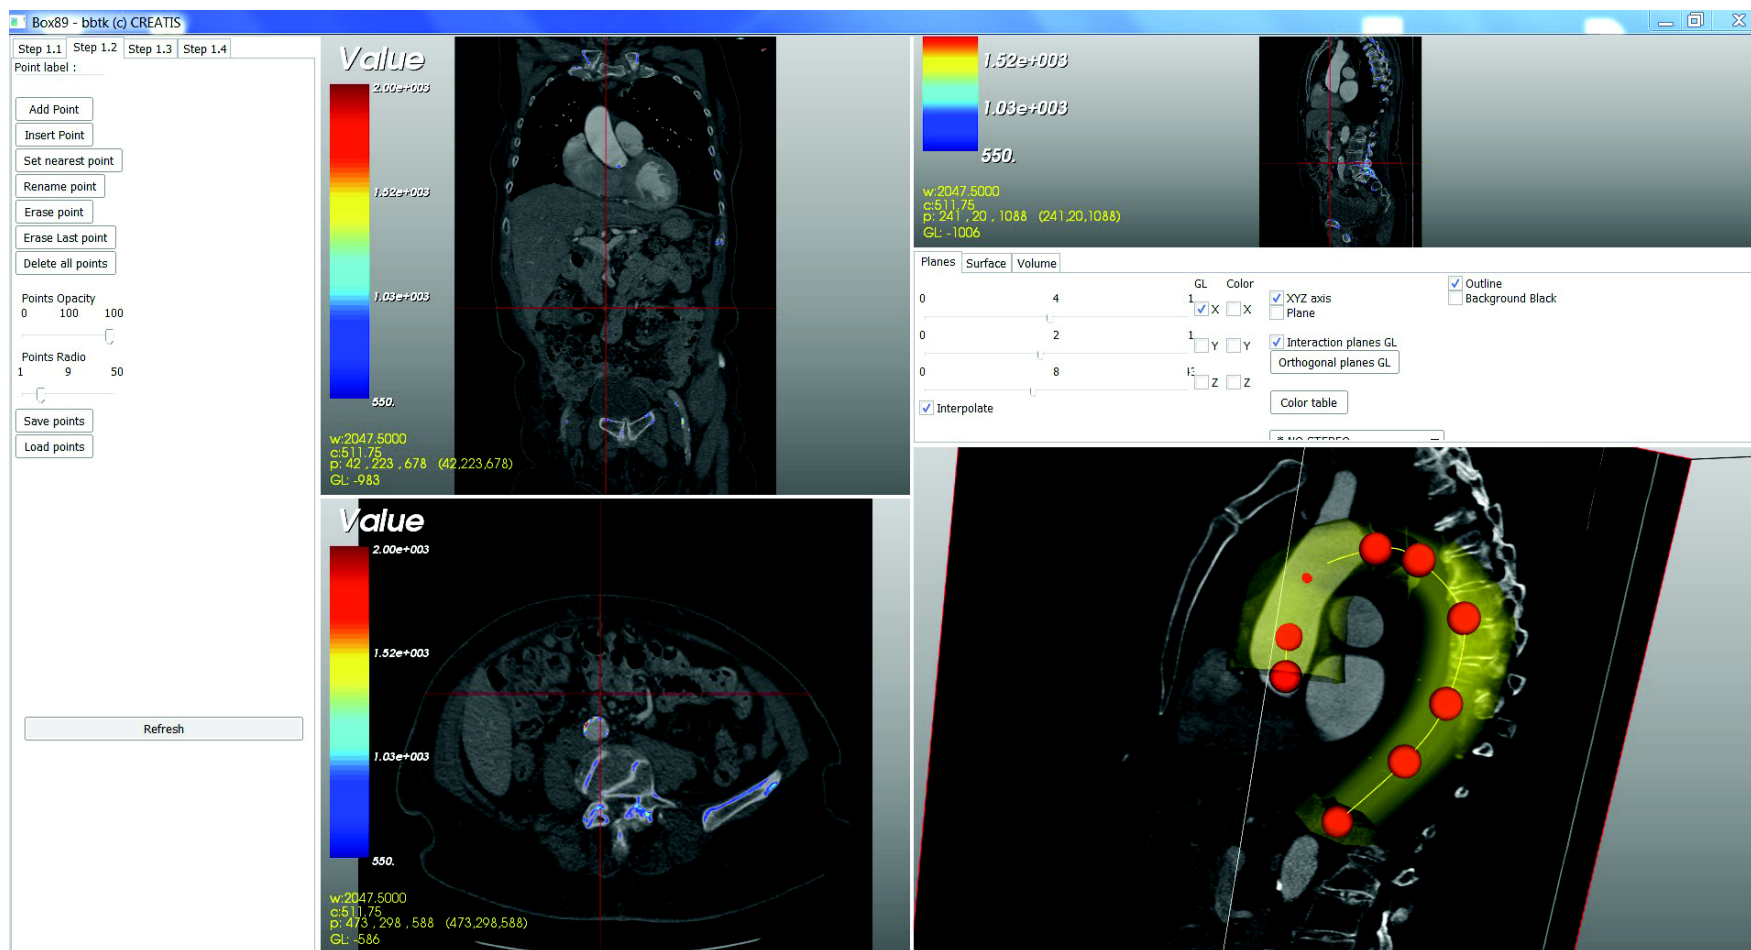 Box89 - bbtk (c) CREATIS
Step 1.1 Step 1.2 Step 1.3 Step 1.4
Point label :
Add Point
Insert Point
Set nearest point
Rename point
Erase point
Erase Last point
Delete all points
Points Opacity
0 100 100
Points Radio
1 9 50
Save points
Load points
Refresh
Value
2.00e+003
1.52e+003
1.03e+003
550.
w:2047.5000
c:511.75
p: 42 , 223 , 678 (42,223,678)
GL: -983
Value
2.00e+003
1.52e+003
1.03e+003
550.
w:2047.5000
c:511.75
p: 473 , 298 , 588 (473,298,588)
GL: -586
1.52e+003
1.03e+003
550.
w:2047.5000
c:511.75
p: 241 , 20 , 1088 (241,20,1088)
GL: -1006
Planes Surface Volume
GL Color
0 4 1
X X
0 2 1
Y Y
0 8
Z Z
Interpolate
XYZ axis
Plane
Interaction planes GL
Orthogonal planes GL
Color table
NO STEREO
Outline
Background Black